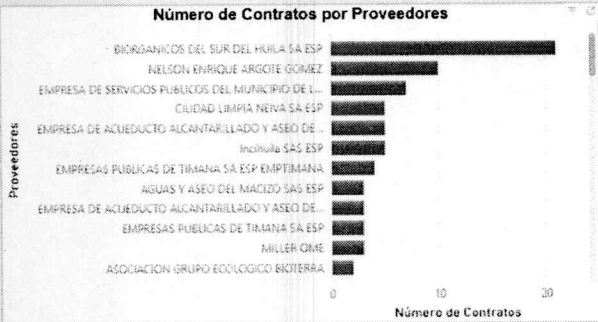 Número de Contratos por Proveedores
BIORGANICOS DEL SUR DEL HUILA SA ESP
NELSON ENRIQUE ARGOTE GOMEZ
EMPRESA DE SERVICIOS PUBLICOS DEL MUNICIPIO DE L...
CIUDAD LIMPIA NEIVA SA ESP
EMPRESA DE ACUEDUCTO ALCANTARILLADO Y ASEO DE...
Incihuila SAS ESP
EMPRESAS PUBLICAS DE TIMANA SA ESP EMPTIMANA
AGUAS Y ASEO DEL MACIZO SAS ESP
EMPRESA DE ACUEDUCTO ALCANTARILLADO Y ASEO DE...
EMPRESAS PUBLICAS DE TIMANA SA ESP
MILLER OME
ASOCIACION GRUPO ECOLOGICO BIOTERRA
Proveedores
0 10 20
Número de Contratos